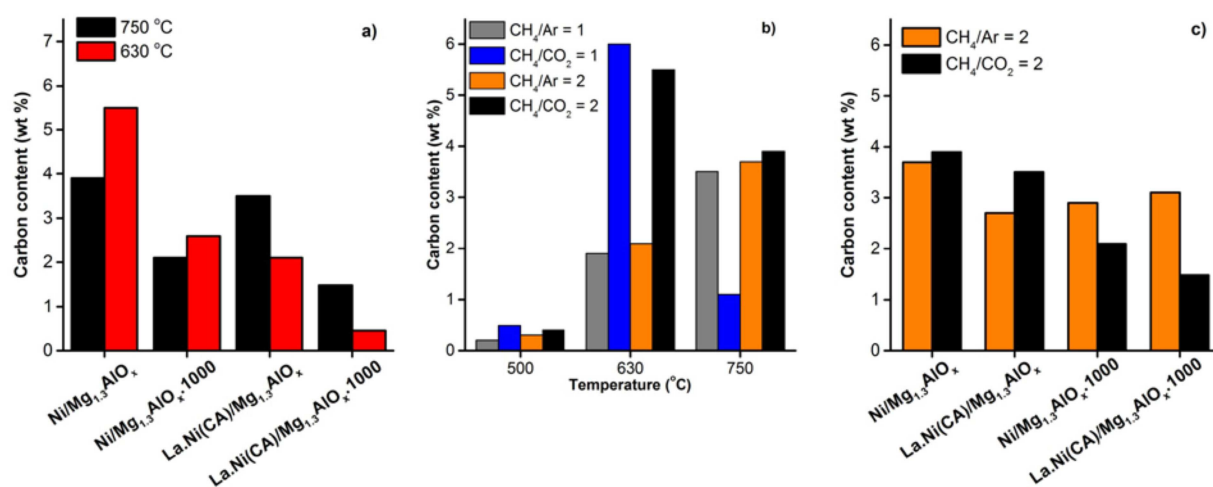 a)
750 °C
630 °C
Carbon content (wt %)
7
6
5
4
3
2
1
0
Ni/Mg₁.₃AlOₓ
Ni/Mg₁.₃AlOₓ.1000
La.Ni(CA)/Mg₁.₃AlOₓ
La.Ni(CA)/Mg₁.₃AlOₓ.1000
b)
CH₄/Ar = 1
CH₄/CO₂ = 1
CH₄/Ar = 2
CH₄/CO₂ = 2
Carbon content (wt %)
6
5
4
3
2
1
0
500 630 750
Temperature (°C)
c)
CH₄/Ar = 2
CH₄/CO₂ = 2
Carbon content (wt %)
6
5
4
3
2
1
0
Ni/Mg₁.₃AlOₓ
La.Ni(CA)/Mg₁.₃AlOₓ
Ni/Mg₁.₃AlOₓ.1000
La.Ni(CA)/Mg₁.₃AlOₓ.1000